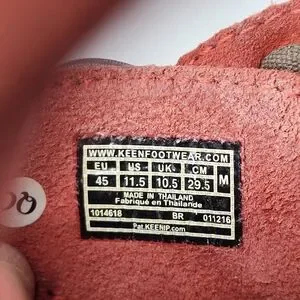 WWW.KEENFOOTWEAR.COM
EU US UK CM M
45 11.5 10.5 29.5
MADE IN THAILAND
Fabriqué en Thaïlande
1014618 BR 011216
Pat.KEENIP.com